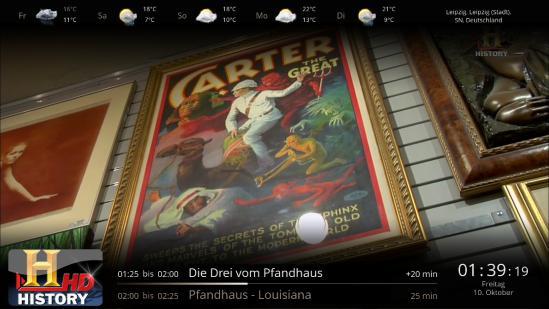 Fr 16°C 11°C Sa 18°C 7°C So 18°C 10°C Mo 22°C 13°C Di 21°C 9°C
Leipzig, Leipzig (Stadt),
SN, Deutschland
H
HISTORY
CARTER
THE
GREAT
SWEEPS THE SECRETS OF THE SPHINX
MARVELS OF THE TOMB OLD
TO THE MODERN WORLD
H HD
HISTORY
01:25 bis 02:00 Die Drei vom Pfandhaus +20 min
02:00 bis 02:25 Pfandhaus - Louisiana 25 min
01:39:19
Freitag
10. Oktober